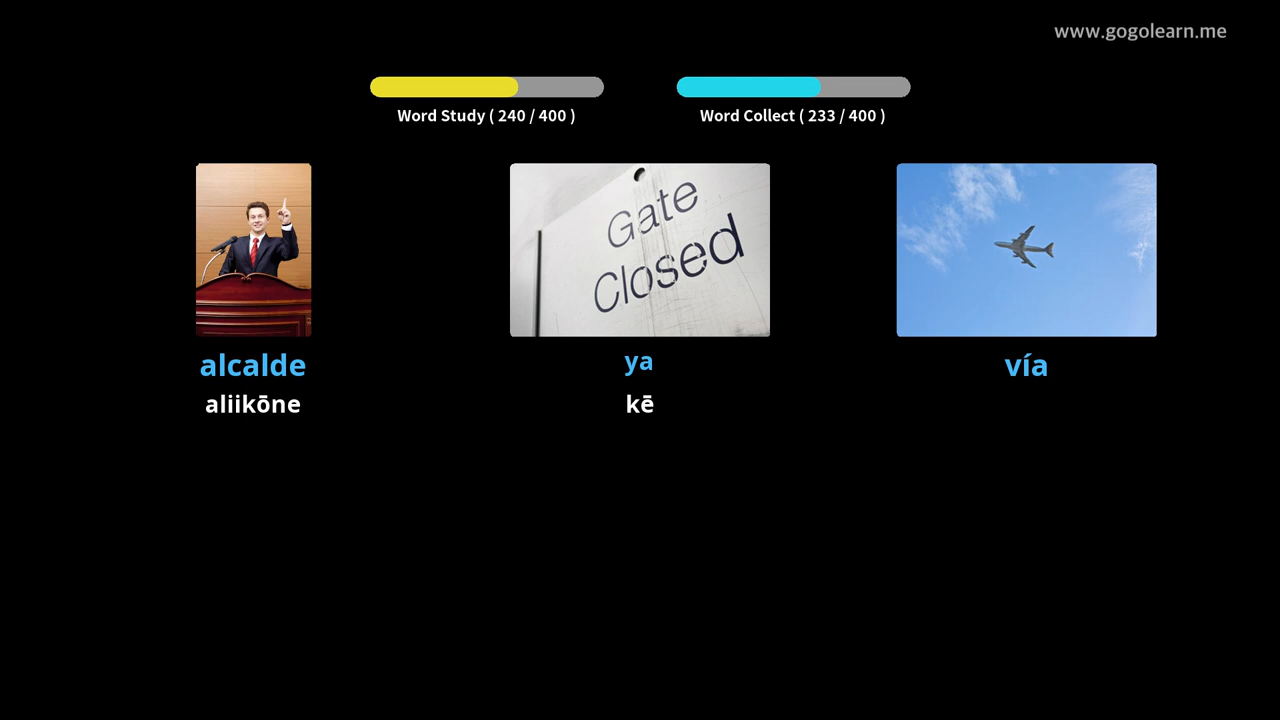 www.gogolearn.me
Word Study ( 240 / 400 )
Word Collect ( 233 / 400 )
Gate
Closed
alcalde
ya
vía
aliikōne
kē